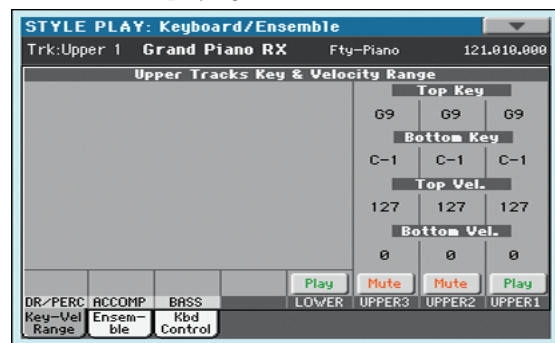 STYLE PLAY: Keyboard/Ensemble
Trk:Upper 1 Grand Piano RX Fty-Piano 121.010.000
Upper Tracks Key & Velocity Range
Top Key
G9 G9 G9
Bottom Key
C-1 C-1 C-1
Top Vel.
127 127 127
Bottom Vel.
0 0 0
Play Mute Mute Play
DR/PERC ACCOMP BASS LOWER UPPER3 UPPER2 UPPER1
Key-Vel Ensem- Kbd
Range ble Control